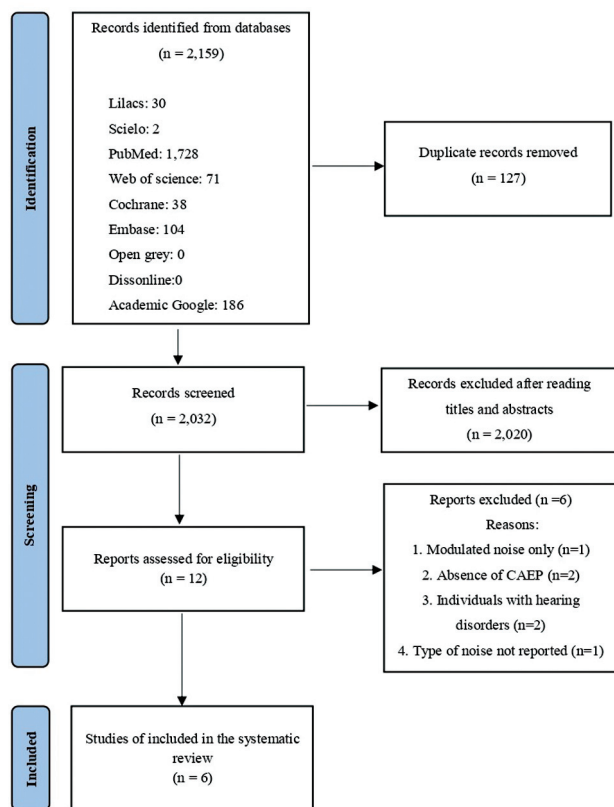 Identification
Records identified from databases
(n = 2,159)
Lilacs: 30
Scielo: 2
PubMed: 1,728
Web of science: 71
Cochrane: 38
Embase: 104
Open grey: 0
Dissonline:0
Academic Google: 186
Duplicate records removed
(n = 127)
Screening
Records screened
(n = 2,032)
Records excluded after reading
titles and abstracts
(n = 2,020)
Reports assessed for eligibility
(n = 12)
Reports excluded (n =6)
Reasons:
1. Modulated noise only (n=1)
2. Absence of CAEP (n=2)
3. Individuals with hearing
disorders (n=2)
4. Type of noise not reported (n=1)
Included
Studies of included in the systematic
review
(n = 6)